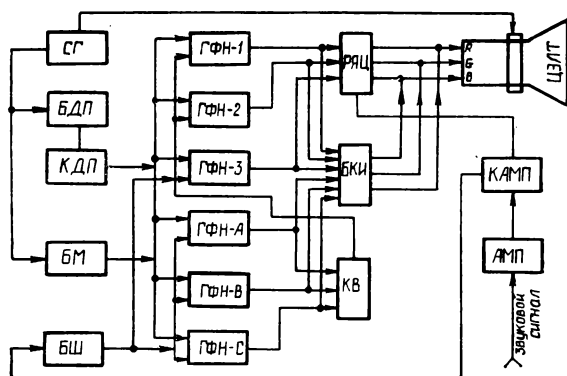 СГ
БДП
КДП
БМ
БШ
ГФН-1
ГФН-2
ГФН-3
ГФН-А
ГФН-В
ГФН-С
РЯЦ
БКИ
КВ
R
G
B
ЦЭЛТ
КАМП
АМП
ЗВУКОВОЙ
СИГНАЛ